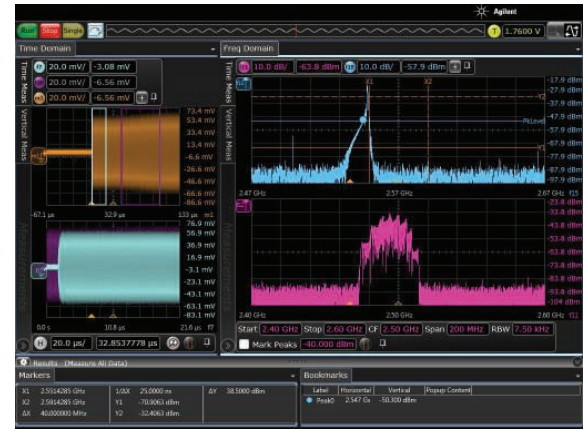 Agilent
Run Stop Single
T 1.7600 V
Time Domain
Freq Domain
20.0 mV/ -3.08 mV
20.0 mV/ -6.56 mV
20.0 mV/ -6.56 mV
10.0 dB/ -63.8 dBm 10.0 dB/ -57.9 dBm
Time Meas
Vertical Meas
Time Meas
Vertical Meas
73.4 mV
53.4 mV
33.4 mV
13.4 mV
-6.6 mV
-26.6 mV
-46.6 mV
-66.6 mV
-86.6 mV
-67.1 µs 32.9 µs 133 µs m1
76.9 mV
56.9 mV
36.9 mV
16.9 mV
-3.1 mV
-23.1 mV
-43.1 mV
-63.1 mV
-83.1 mV
0.0 s 10.8 µs 21.6 µs f7
H 20.0 µs/ 32.8537778 µs
X1 X2
-17.9 dBm
-27.9 dBm
Y2
-37.9 dBm
-47.9 dBm
PkLevel
-57.9 dBm
-67.9 dBm
Y1
-77.9 dBm
-87.9 dBm
-97.9 dBm
2.47 GHz 2.57 GHz 2.67 GHz f15
-23.8 dBm
-33.8 dBm
-43.8 dBm
-53.8 dBm
-63.8 dBm
-73.8 dBm
-83.8 dBm
-93.8 dBm
-104 dBm
2.40 GHz 2.50 GHz 2.60 GHz f11
Start 2.40 GHz Stop 2.60 GHz CF 2.50 GHz Span 200 MHz RBW 7.50 kHz
Mark Peaks -40.000 dBm
Results (Measure All Data)
Markers
X1 2.5514285 GHz 1/ΔX 25.0000 ns ΔY 38.5000 dBm
X2 2.5914285 GHz Y1 -70.9063 dBm
ΔX 40.000000 MHz Y2 -32.4063 dBm
Bookmarks
Label Horizontal Vertical Popup Content
Peak0 2.547 Gs -50.300 dBm